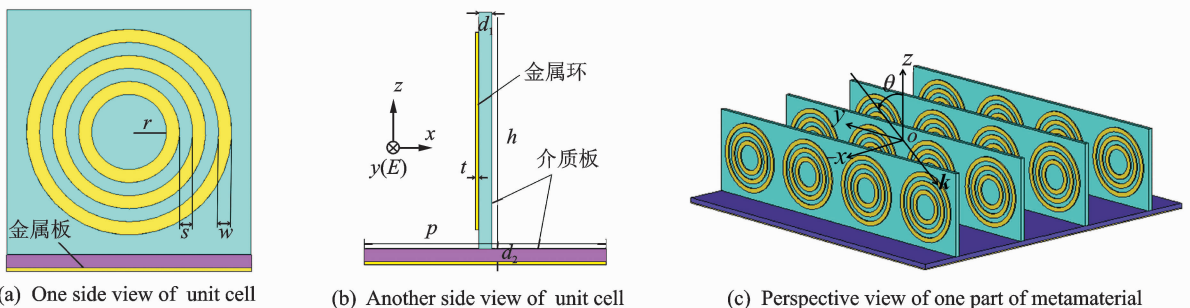 r
s
w
金属板
(a) One side view of unit cell
d₁
金属环
z
x
y(E)
h
t
介质板
p
d₂
(b) Another side view of unit cell
z
θ
y
o
-x
k
(c) Perspective view of one part of metamaterial